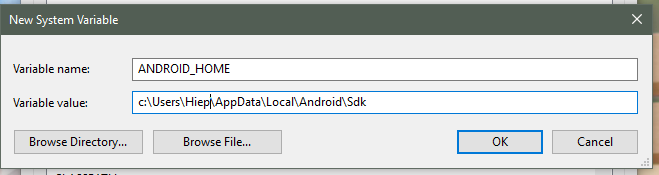 New System Variable
Variable name: ANDROID_HOME
Variable value: c:\Users\Hiep\AppData\Local\Android\Sdk
Browse Directory... Browse File... OK Cancel